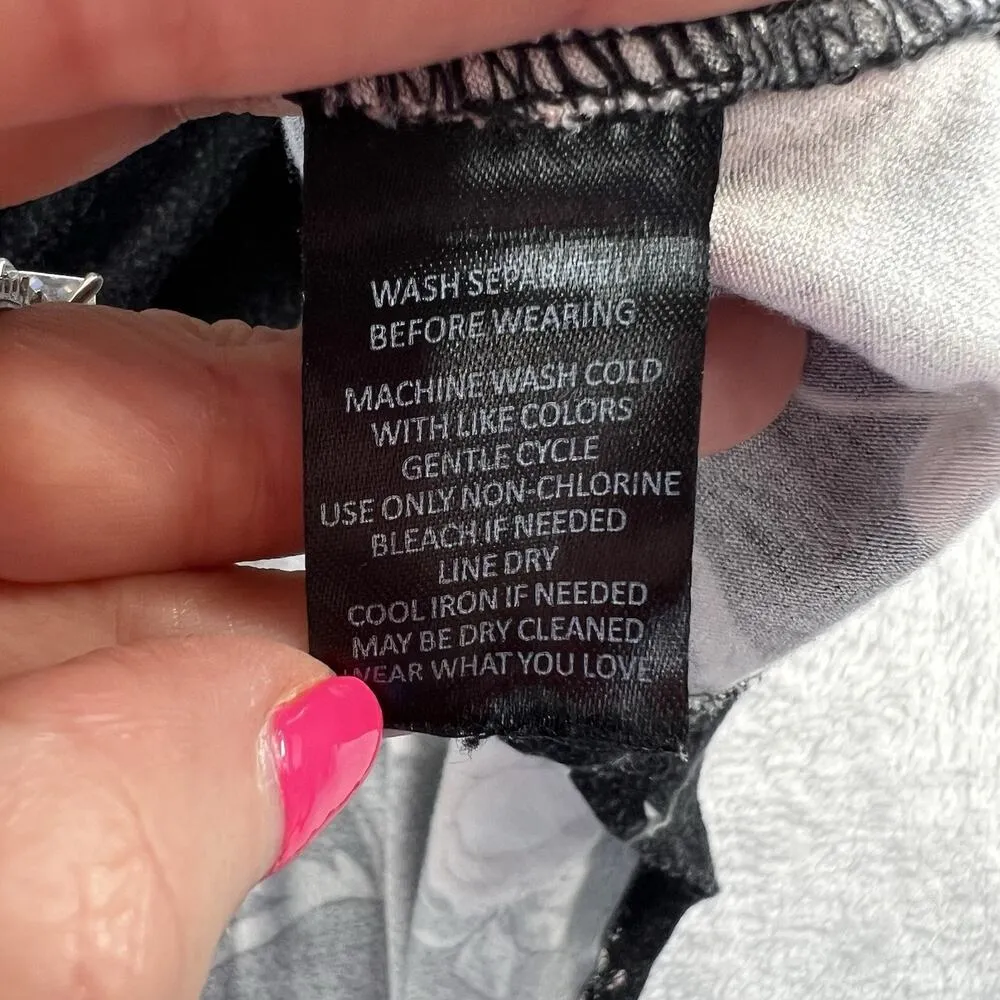 WASH SEPARATELY
BEFORE WEARING
MACHINE WASH COLD
WITH LIKE COLORS
GENTLE CYCLE
USE ONLY NON-CHLORINE
BLEACH IF NEEDED
LINE DRY
COOL IRON IF NEEDED
MAY BE DRY CLEANED
WEAR WHAT YOU LOVE